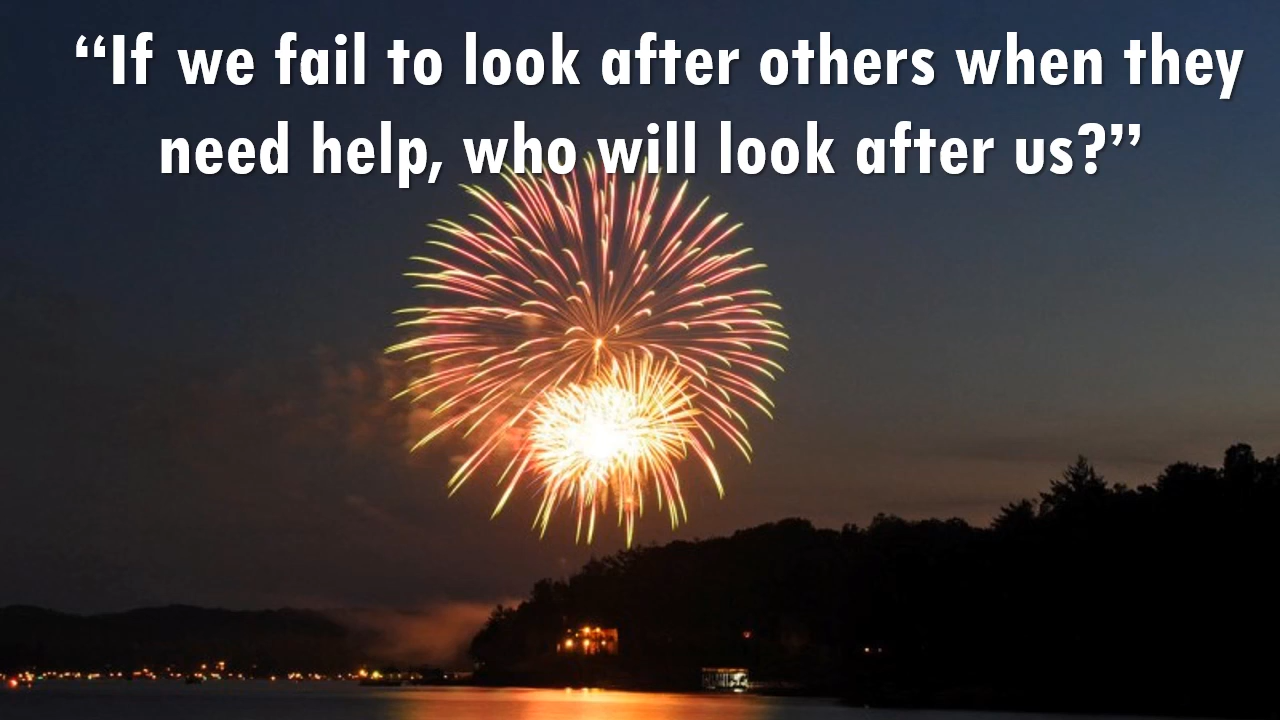 “If we fail to look after others when they
need help, who will look after us?”